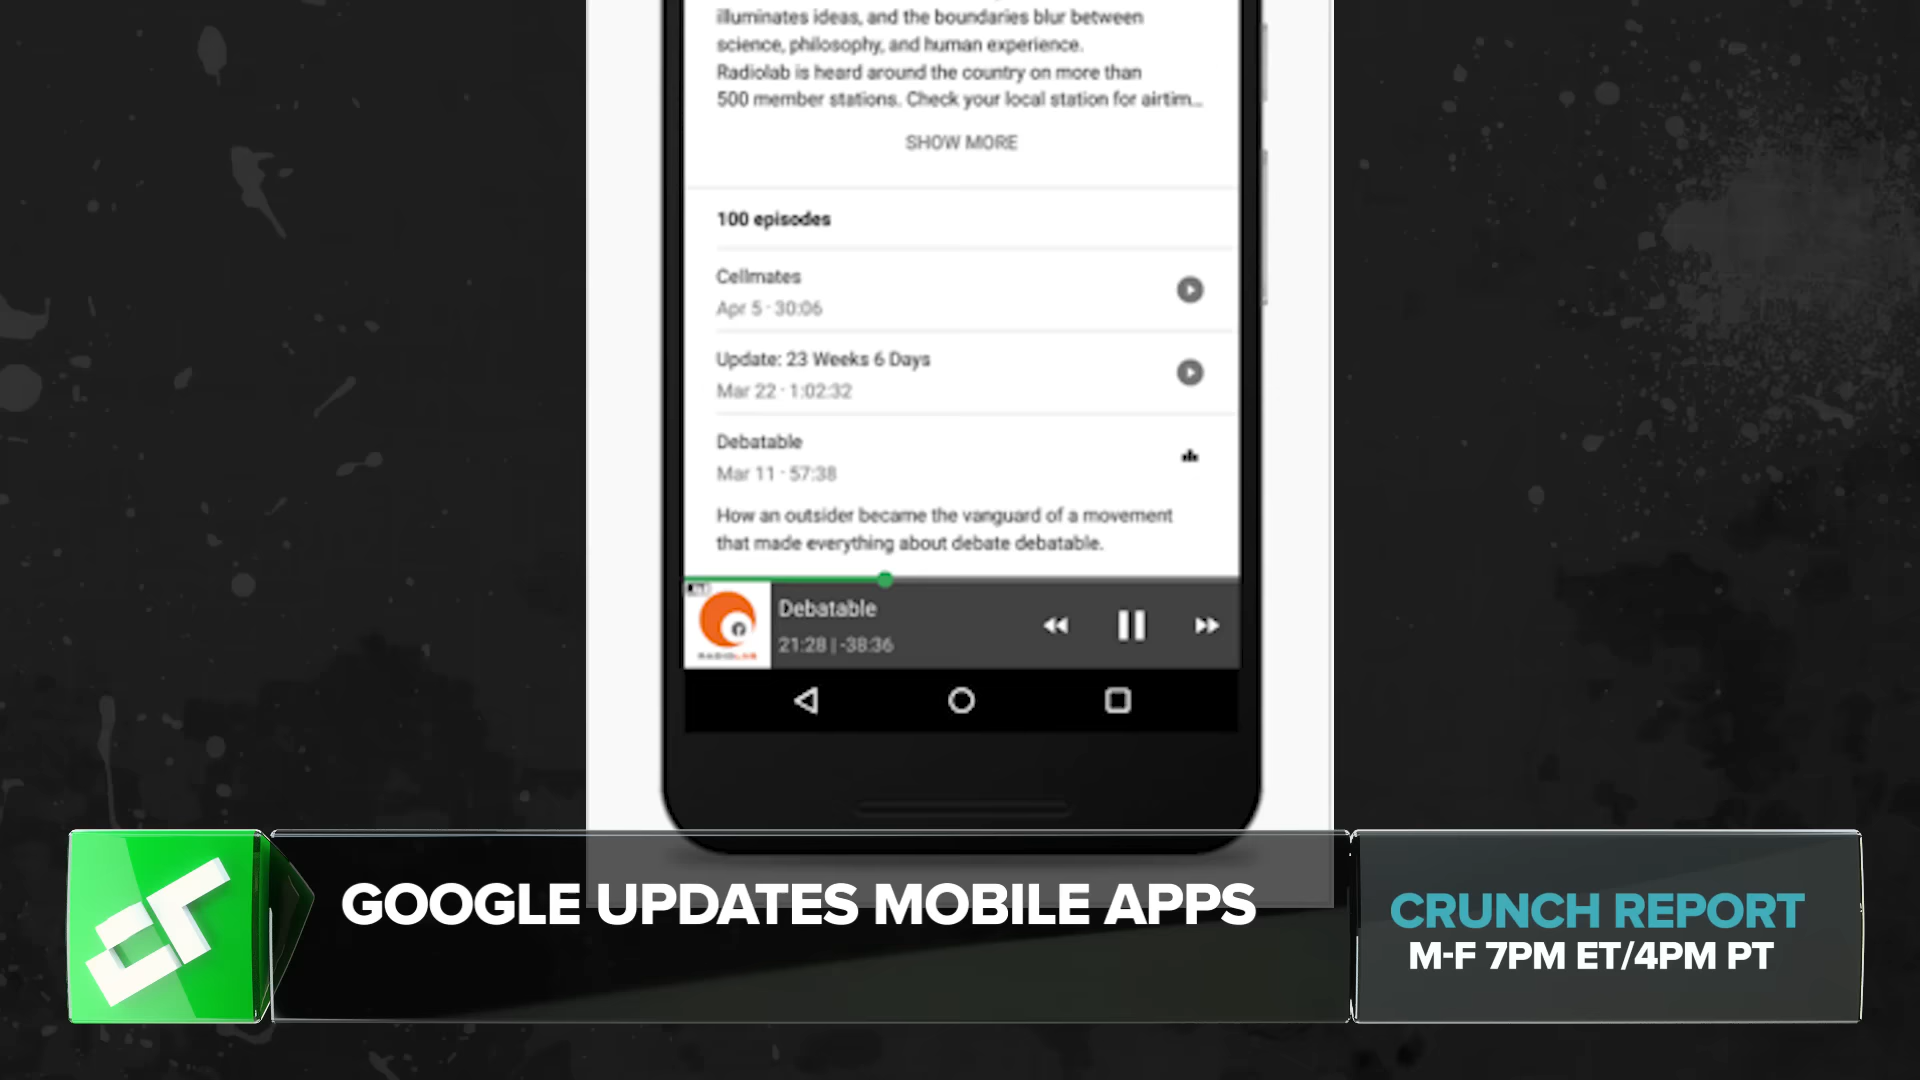 illuminates ideas, and the boundaries blur between
science, philosophy, and human experience.
Radiolab is heard around the country on more than
500 member stations. Check your local station for airtim...
SHOW MORE
100 episodes
Cellmates
Apr 5 · 30:06
Update: 23 Weeks 6 Days
Mar 22 · 1:02:32
Debatable
Mar 11 · 57:38
How an outsider became the vanguard of a movement
that made everything about debate debatable.
RADIOLAB
Debatable
21:28 | -38:36
GOOGLE UPDATES MOBILE APPS
CRUNCH REPORT
M-F 7PM ET/4PM PT